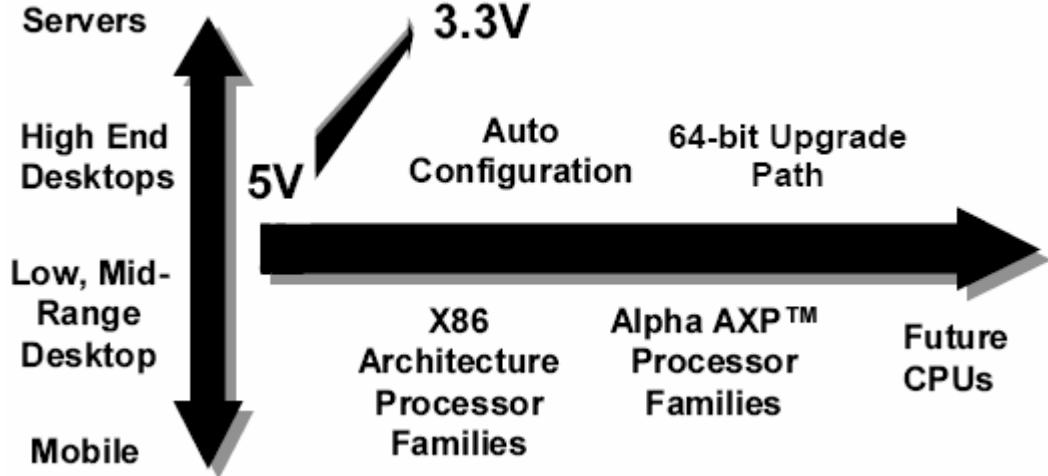 Servers
3.3V
High End
Desktops
5V
Auto
Configuration
64-bit Upgrade
Path
Low, Mid-
Range
Desktop
X86
Architecture
Processor
Families
Alpha AXP™
Processor
Families
Future
CPUs
Mobile